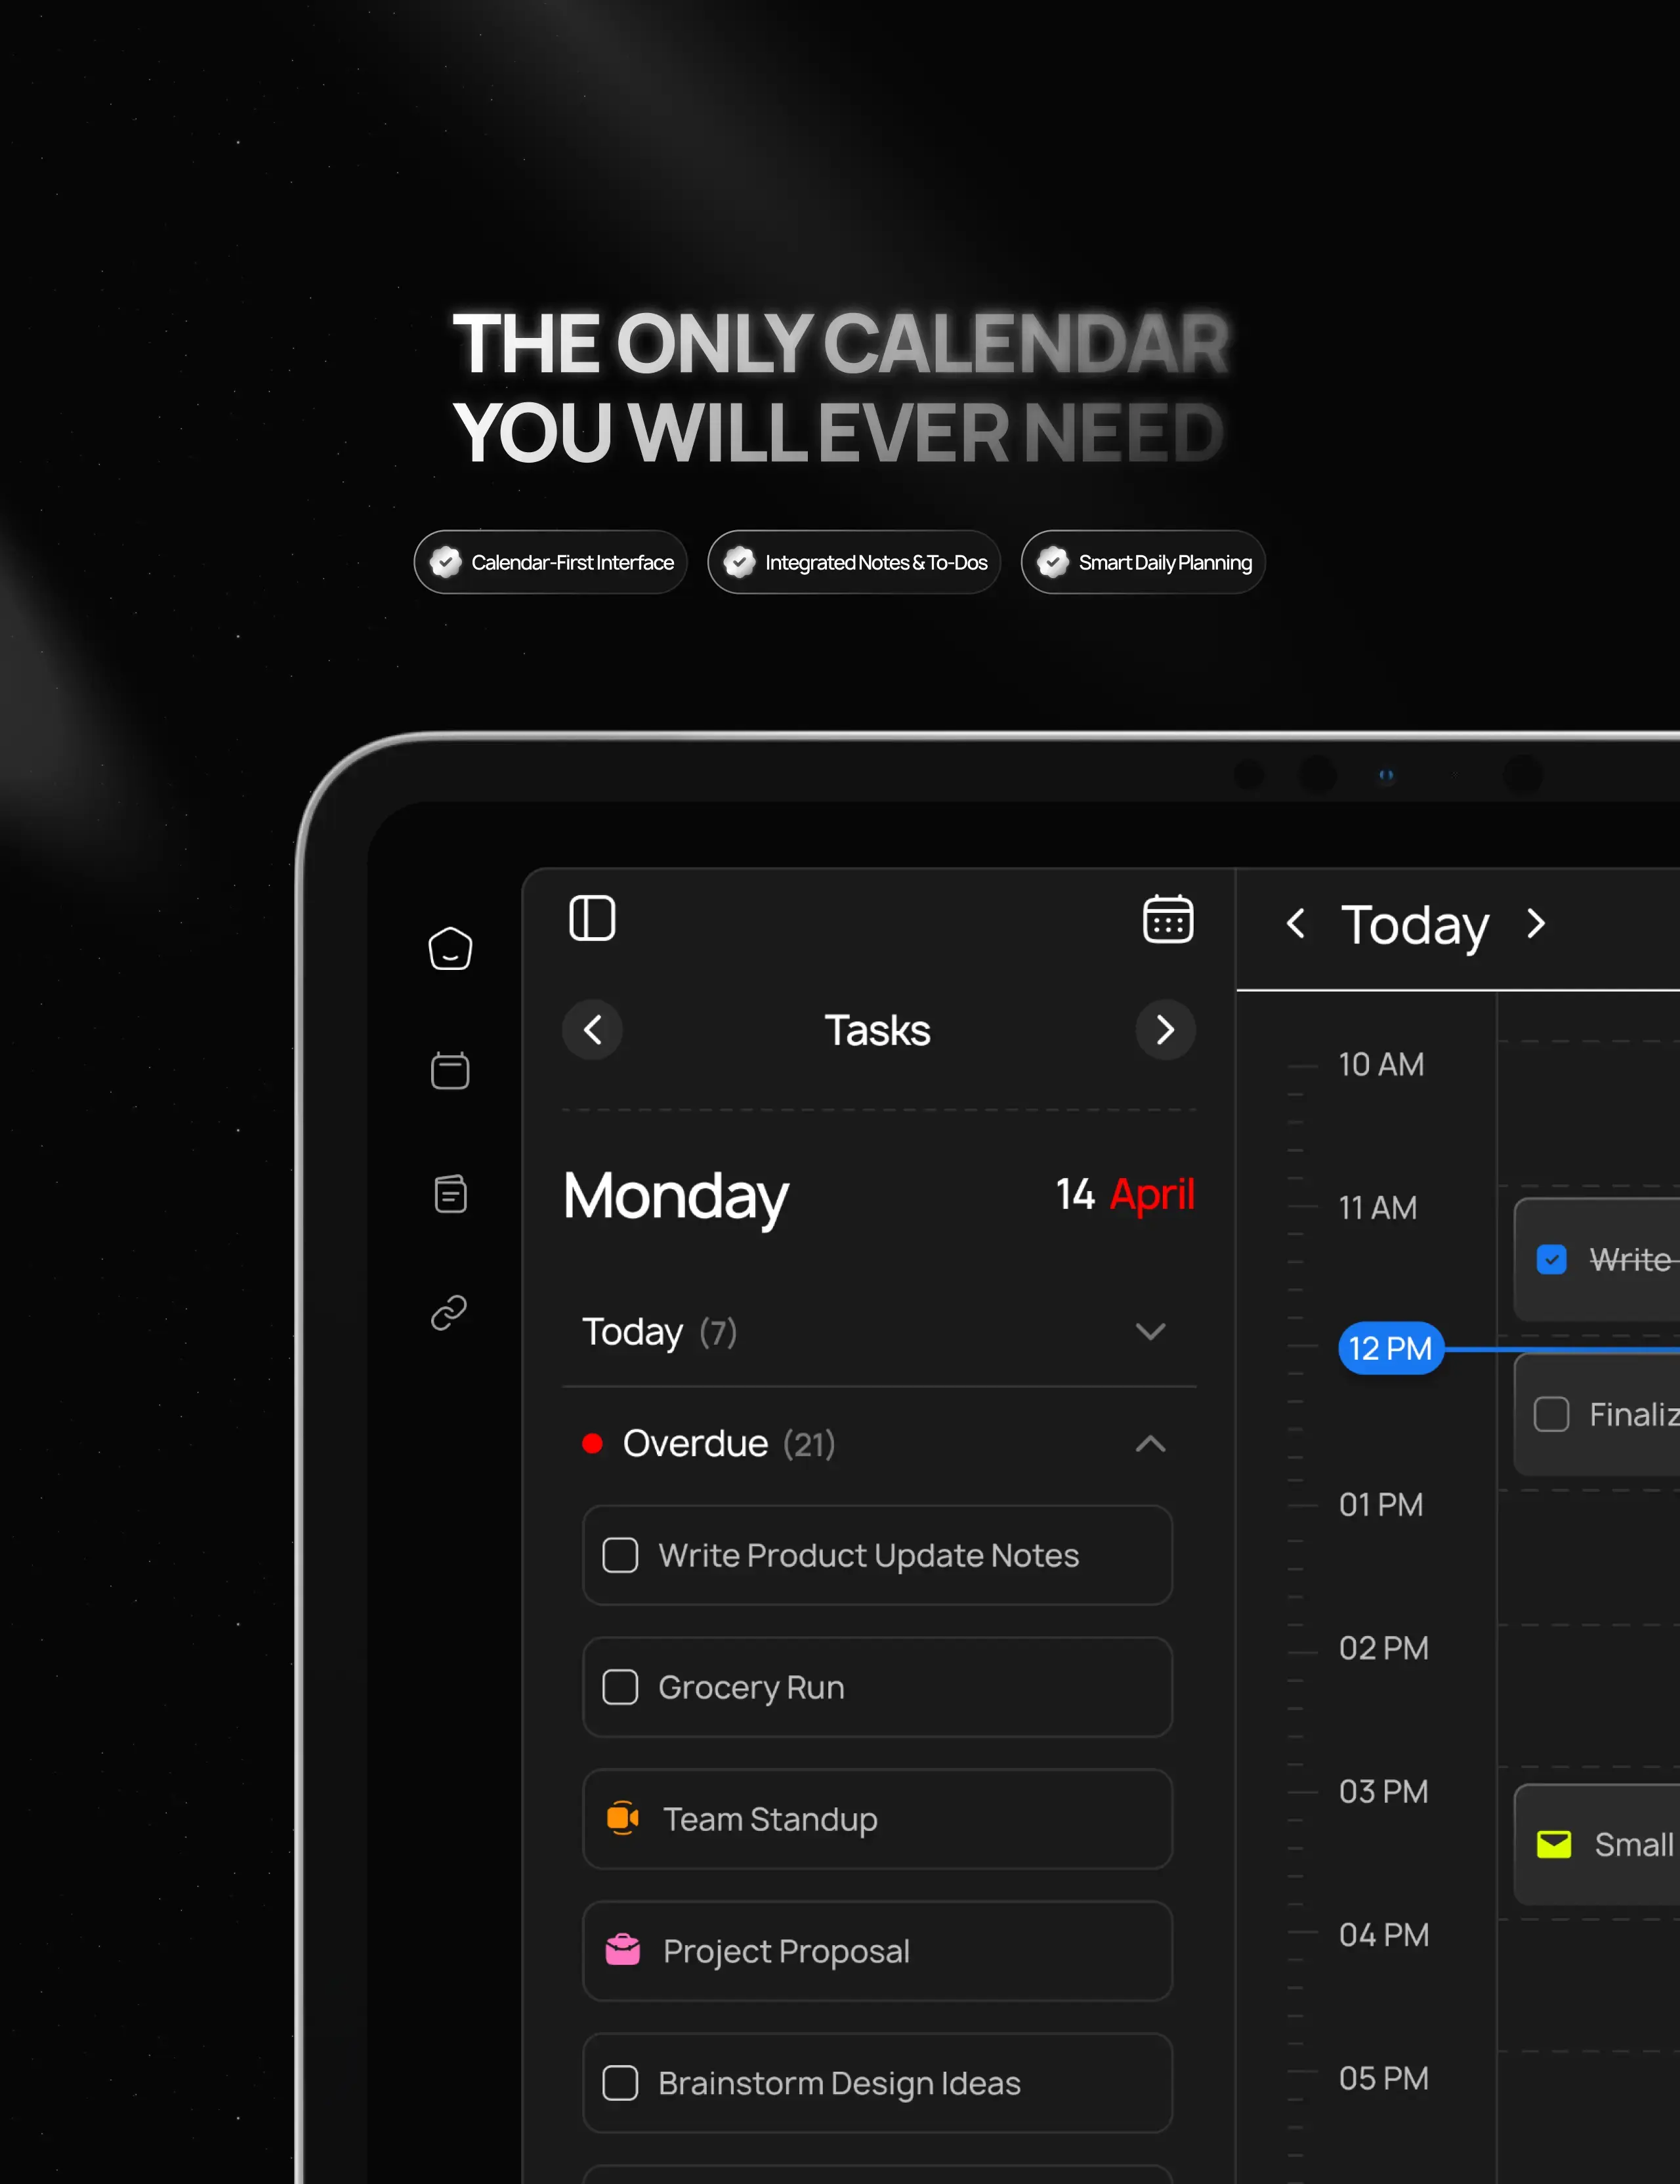 THE ONLY CALENDAR
YOU WILL EVER NEED
Calendar-First Interface
Integrated Notes & To-Dos
Smart Daily Planning
Tasks
Monday
14 April
Today (7)
Overdue (21)
Write Product Update Notes
Grocery Run
Team Standup
Project Proposal
Brainstorm Design Ideas
Today
10 AM
11 AM
Write
12 PM
Finaliz
01 PM
02 PM
03 PM
Small
04 PM
05 PM